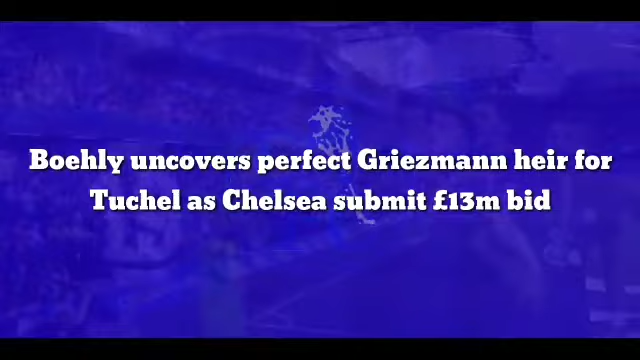 Boehly uncovers perfect Griezmann heir for
Tuchel as Chelsea submit £13m bid